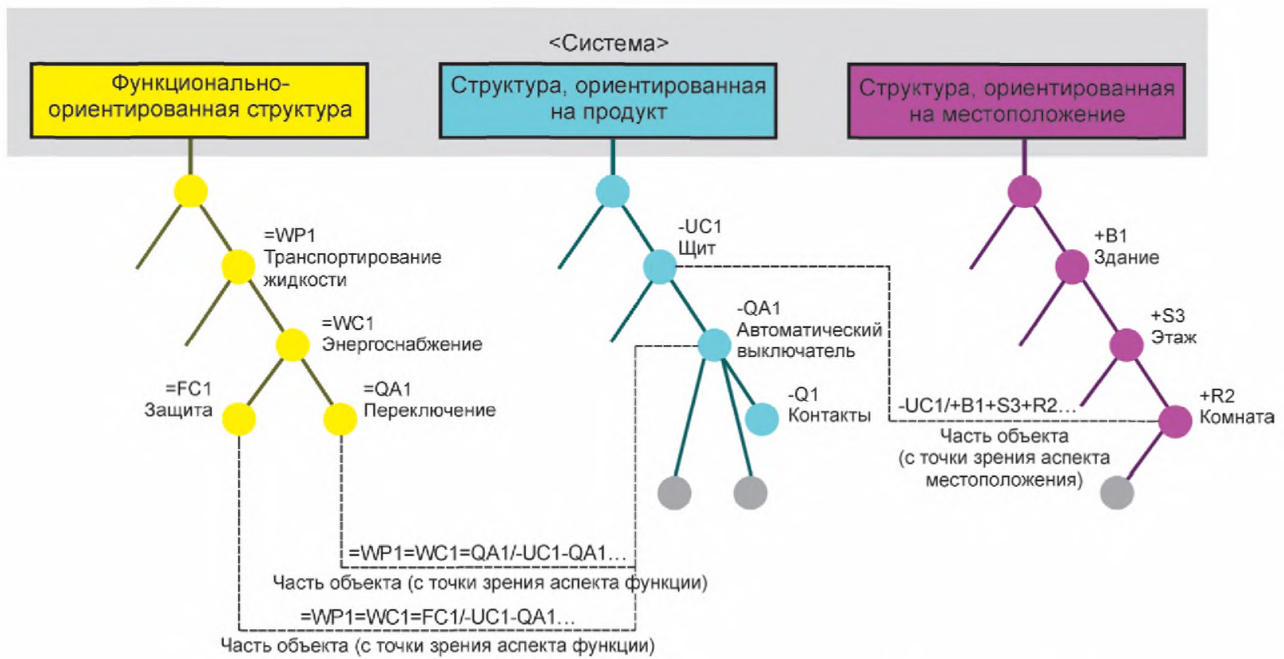 <Система>
Функционально-
ориентированная структура
Структура, ориентированная
на продукт
Структура, ориентированная
на местоположение
=WP1
Транспортирование
жидкости
=WC1
Энергоснабжение
=FC1
Защита
=QA1
Переключение
-UC1
Щит
-QA1
Автоматический
выключатель
-Q1
Контакты
+B1
Здание
+S3
Этаж
+R2
Комната
-UC1/+B1+S3+R2…
Часть объекта
(с точки зрения аспекта
местоположения)
=WP1=WC1=QA1/-UC1-QA1…
Часть объекта (с точки зрения аспекта функции)
=WP1=WC1=FC1/-UC1-QA1…
Часть объекта (с точки зрения аспекта функции)